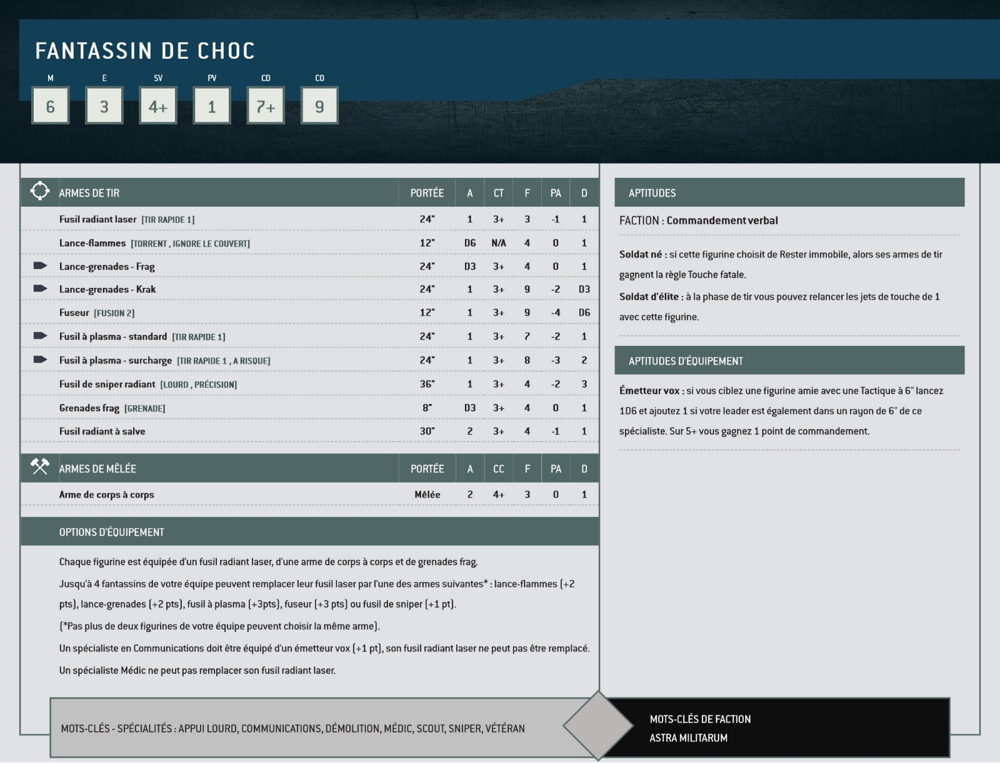 FANTASSIN DE CHOC
M E SV PV CD CO
6 3 4+ 1 7+ 9
ARMES DE TIR PORTÉE A CT F PA D
Fusil radiant laser [TIR RAPIDE 1] 24" 1 3+ 3 -1 1
Lance-flammes [TORRENT , IGNORE LE COUVERT] 12" D6 N/A 4 0 1
Lance-grenades - Frag 24" D3 3+ 4 0 1
Lance-grenades - Krak 24" 1 3+ 9 -2 D3
Fuseur [FUSION 2] 12" 1 3+ 9 -4 D6
Fusil à plasma - standard [TIR RAPIDE 1] 24" 1 3+ 7 -2 1
Fusil à plasma - surcharge [TIR RAPIDE 1 , A RISQUE] 24" 1 3+ 8 -3 2
Fusil de sniper radiant [LOURD , PRÉCISION] 36" 1 3+ 4 -2 3
Grenades frag [GRENADE] 8" D3 3+ 4 0 1
Fusil radiant à salve 30" 2 3+ 4 -1 1
ARMES DE MÊLÉE PORTÉE A CC F PA D
Arme de corps à corps Mêlée 2 4+ 3 0 1
OPTIONS D'ÉQUIPEMENT
Chaque figurine est équipée d'un fusil radiant laser, d'une arme de corps à corps et de grenades frag.
Jusqu'à 4 fantassins de votre équipe peuvent remplacer leur fusil laser par l'une des armes suivantes* : lance-flammes (+2
pts), lance-grenades (+2 pts), fusil à plasma (+3pts), fuseur (+3 pts) ou fusil de sniper (+1 pt).
(*Pas plus de deux figurines de votre équipe peuvent choisir la même arme).
Un spécialiste en Communications doit être équipé d'un émetteur vox (+1 pt), son fusil radiant laser ne peut pas être remplacé.
Un spécialiste Médic ne peut pas remplacer son fusil radiant laser.
APTITUDES
FACTION : Commandement verbal
Soldat né : si cette figurine choisit de Rester immobile, alors ses armes de tir
gagnent la règle Touche fatale.
Soldat d'élite : à la phase de tir vous pouvez relancer les jets de touche de 1
avec cette figurine.
APTITUDES D'ÉQUIPEMENT
Émetteur vox : si vous ciblez une figurine amie avec une Tactique à 6" lancez
1D6 et ajoutez 1 si votre leader est également dans un rayon de 6" de ce
spécialiste. Sur 5+ vous gagnez 1 point de commandement.
MOTS-CLÉS - SPÉCIALITÉS : APPUI LOURD, COMMUNICATIONS, DÉMOLITION, MÉDIC, SCOUT, SNIPER, VÉTÉRAN
MOTS-CLÉS DE FACTION
ASTRA MILITARUM